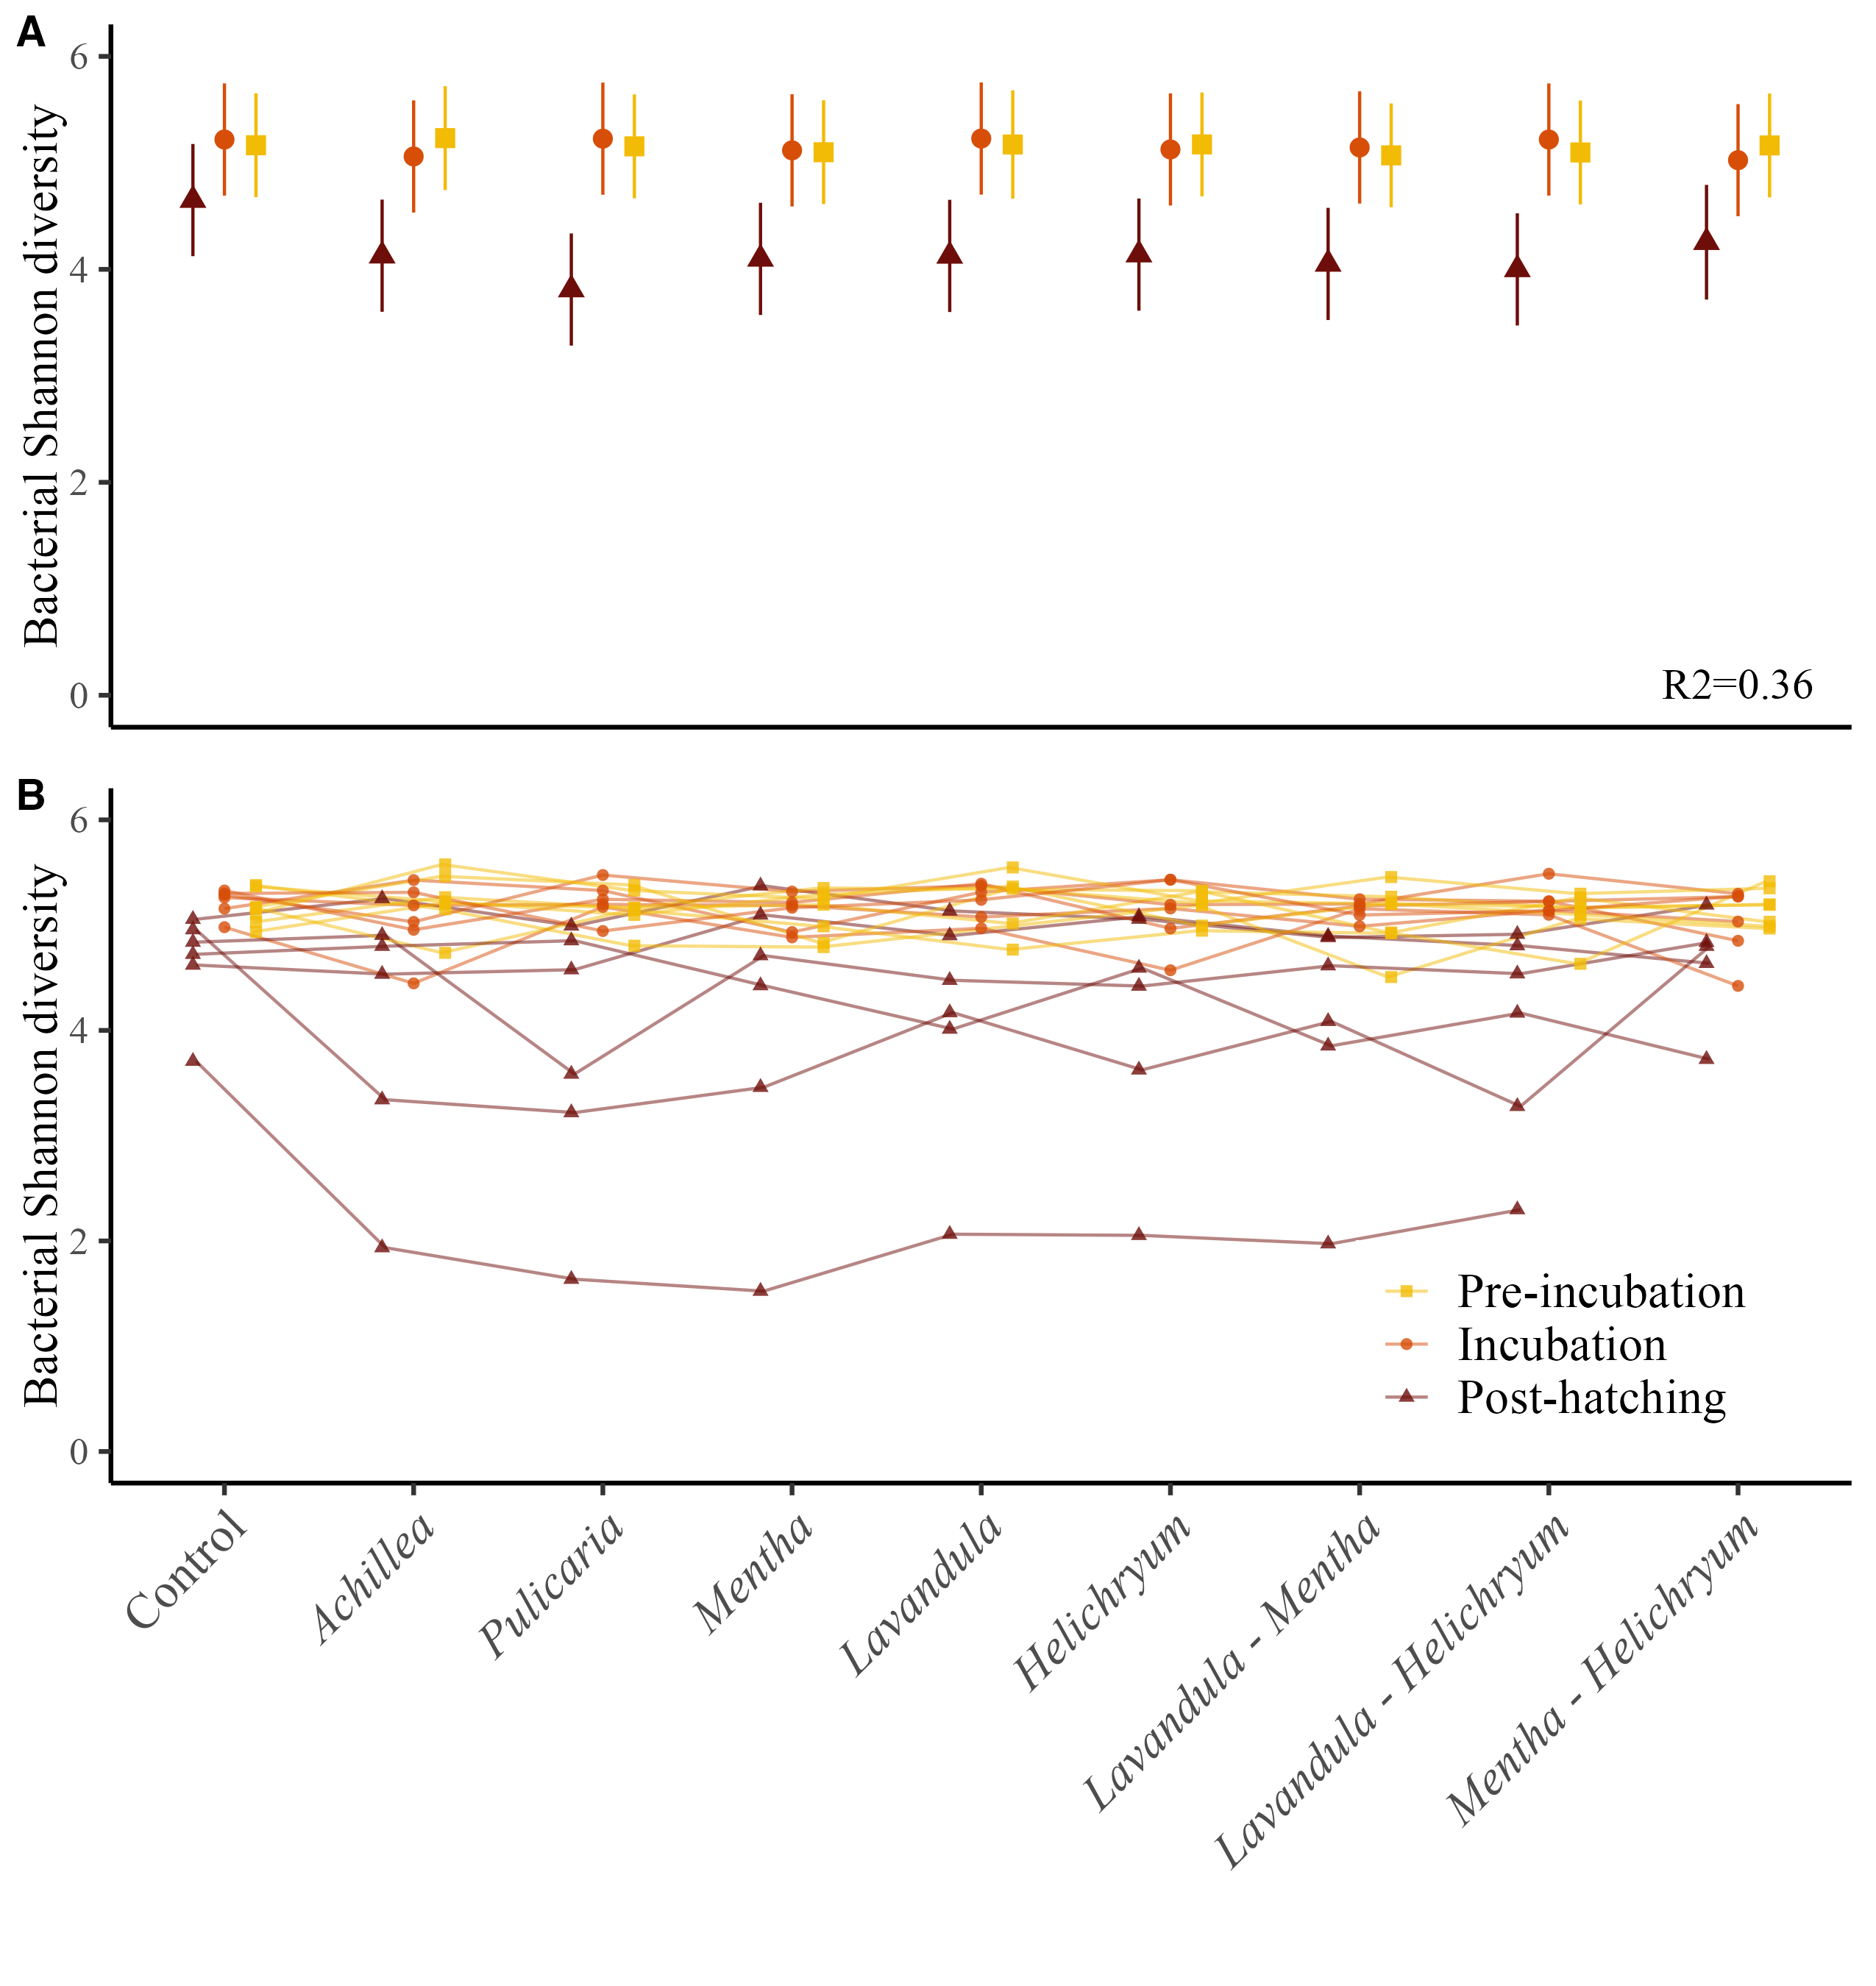 A
Bacterial Shannon diversity
6
4
2
0
R2=0.36
B
Bacterial Shannon diversity
6
4
2
0
Pre-incubation
Incubation
Post-hatching
Control
Achillea
Pulicaria
Mentha
Lavandula
Helichryum
Lavandula - Mentha
Lavandula - Helichryum
Mentha - Helichryum